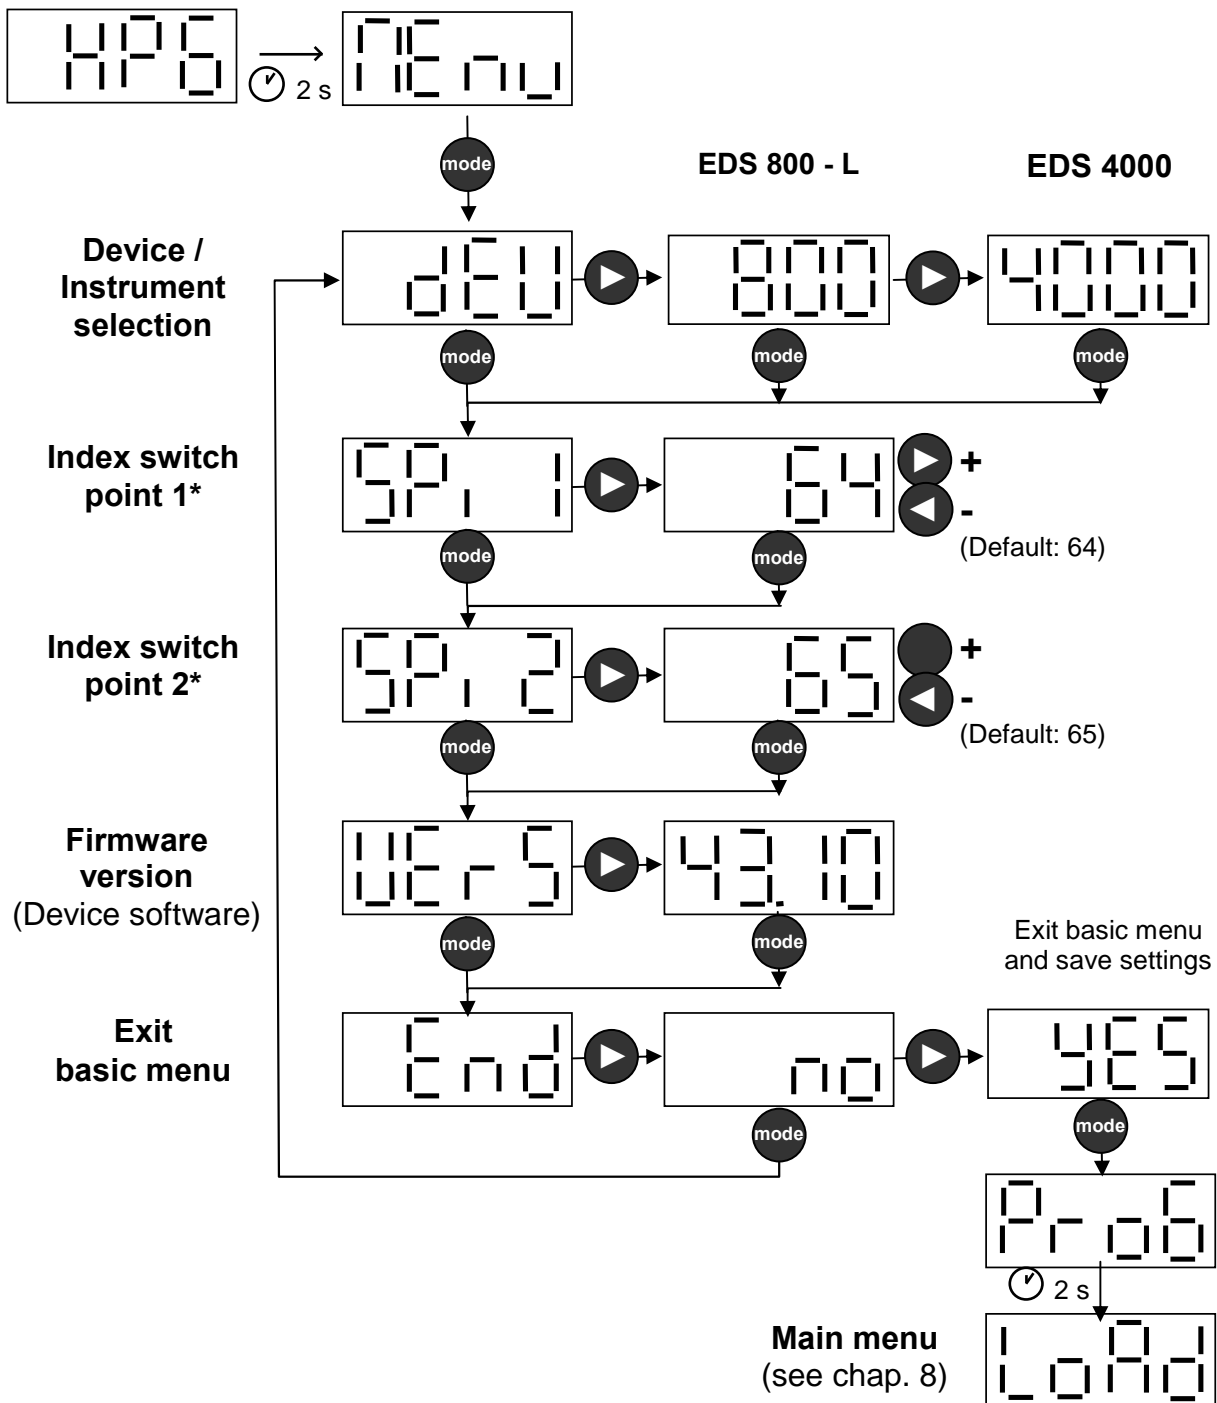 HPG
2 s
MEnu
mode
EDS 800 - L
EDS 4000
Device /
Instrument
selection
dEU
800
4000
mode
mode
mode
Index switch
point 1*
SPi 1
64
+
-
(Default: 64)
mode
mode
Index switch
point 2*
SPi 2
65
+
-
(Default: 65)
mode
mode
Firmware
version
(Device software)
VErS
43.10
mode
mode
Exit basic menu
and save settings
Exit
basic menu
End
no
YES
mode
mode
ProG
2 s
Main menu
(see chap. 8)
LoAd